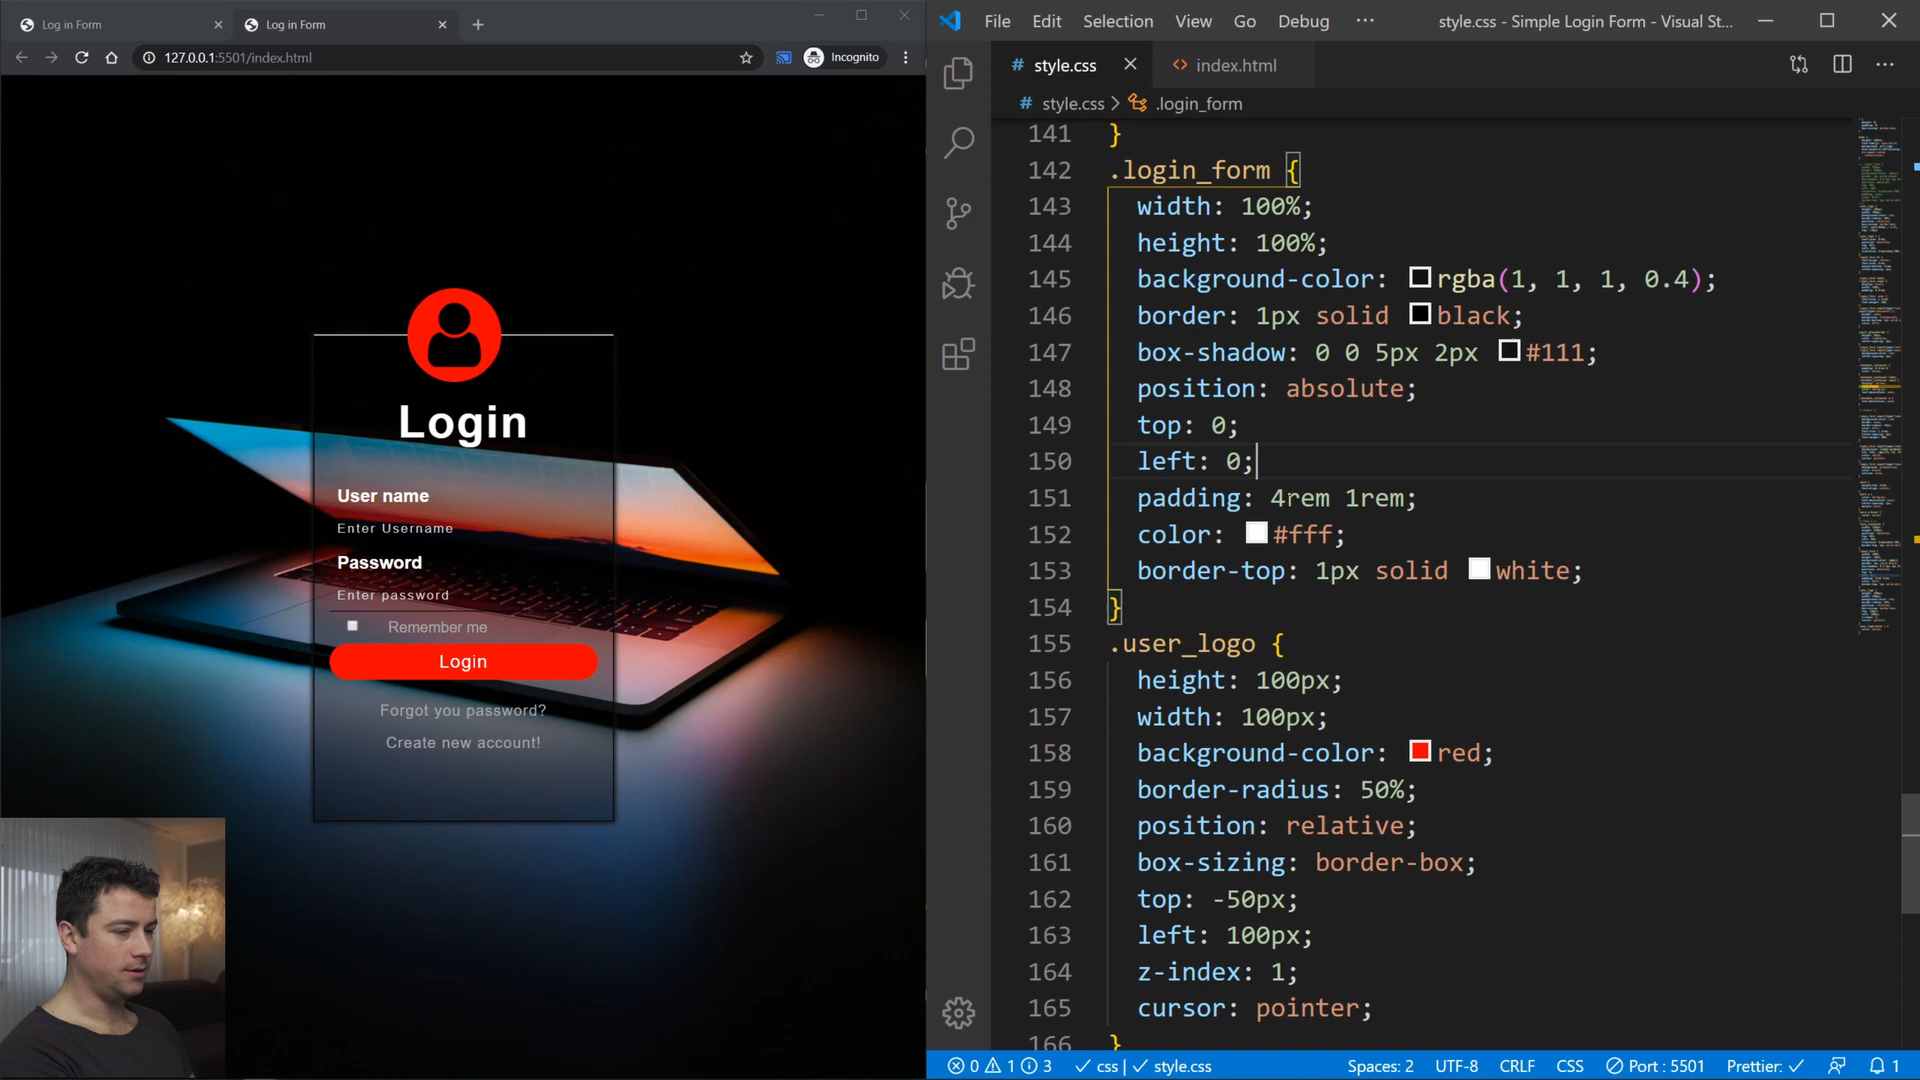 Log in Form
Log in Form
127.0.0.1:5501/index.html
Incognito
Login
User name
Enter Username
Password
Enter password
Remember me
Login
Forgot you password?
Create new account!
File Edit Selection View Go Debug ···
style.css - Simple Login Form - Visual St...
# style.css
<> index.html
# style.css > .login_form
141 }
142 .login_form {
143 width: 100%;
144 height: 100%;
145 background-color: rgba(1, 1, 1, 0.4);
146 border: 1px solid black;
147 box-shadow: 0 0 5px 2px #111;
148 position: absolute;
149 top: 0;
150 left: 0;
151 padding: 4rem 1rem;
152 color: #fff;
153 border-top: 1px solid white;
154 }
155 .user_logo {
156 height: 100px;
157 width: 100px;
158 background-color: red;
159 border-radius: 50%;
160 position: relative;
161 box-sizing: border-box;
162 top: -50px;
163 left: 100px;
164 z-index: 1;
165 cursor: pointer;
166 }
0 1 3 ✓ css | ✓ style.css Spaces: 2 UTF-8 CRLF CSS Port : 5501 Prettier: ✓ 1